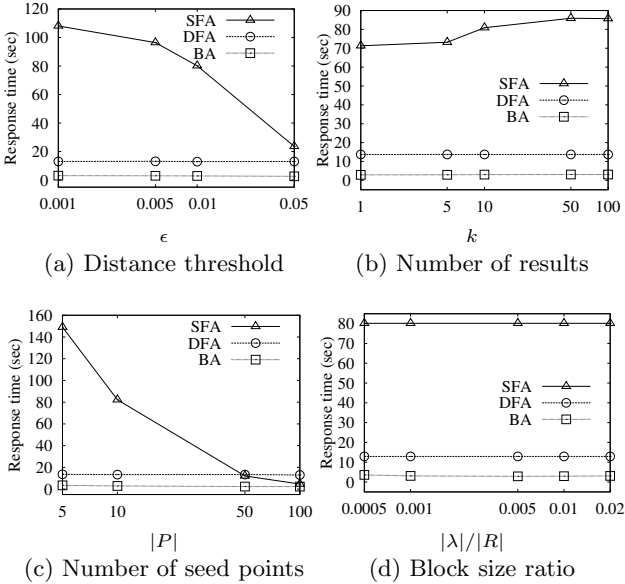 Response time (sec)
120
100
80
60
40
20
0
SFA
DFA
BA
0.001 0.005 0.01 0.05
ϵ
(a) Distance threshold
Response time (sec)
90
80
70
60
50
40
30
20
10
0
SFA
DFA
BA
1 5 10 50 100
k
(b) Number of results
Response time (sec)
160
140
120
100
80
60
40
20
0
SFA
DFA
BA
5 10 50 100
|P|
(c) Number of seed points
Response time (sec)
80
70
60
50
40
30
20
10
0
SFA
DFA
BA
0.0005 0.001 0.005 0.01 0.02
|λ|/|R|
(d) Block size ratio